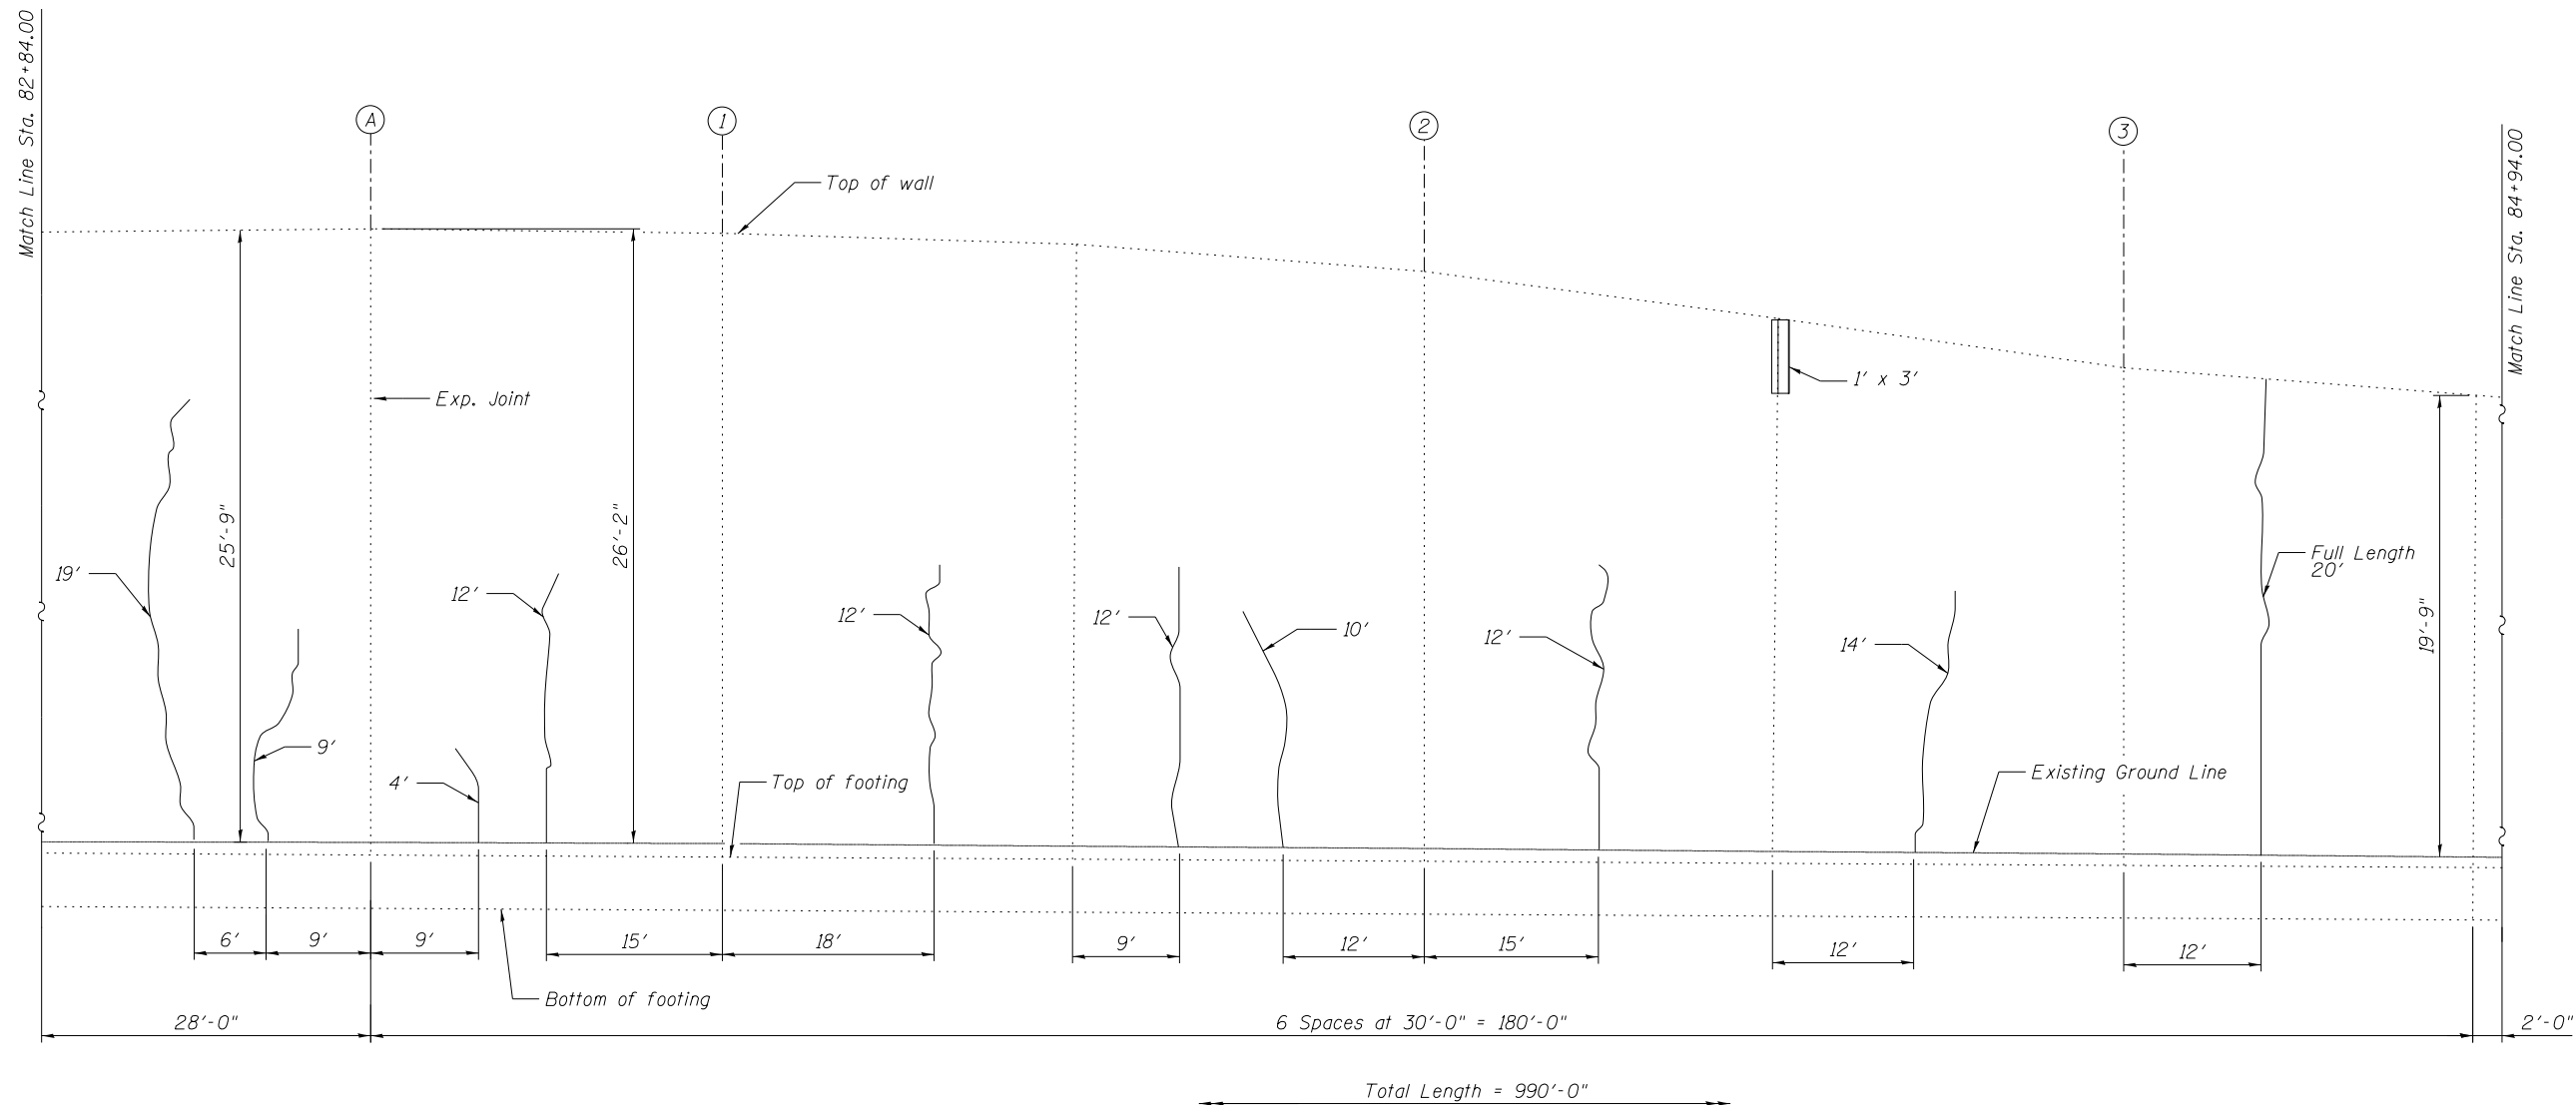 Match Line Sta. 82+84.00
Match Line Sta. 84+94.00
A
1
2
3
Top of wall
1' x 3'
Exp. Joint
25'-9"
26'-2"
19'-9"
Full Length
20'
19'
12'
12'
12'
10'
12'
14'
9'
4'
Top of footing
Existing Ground Line
6'
9'
9'
15'
18'
9'
12'
15'
12'
12'
Bottom of footing
28'-0"
6 Spaces at 30'-0" = 180'-0"
2'-0"
Total Length = 990'-0"